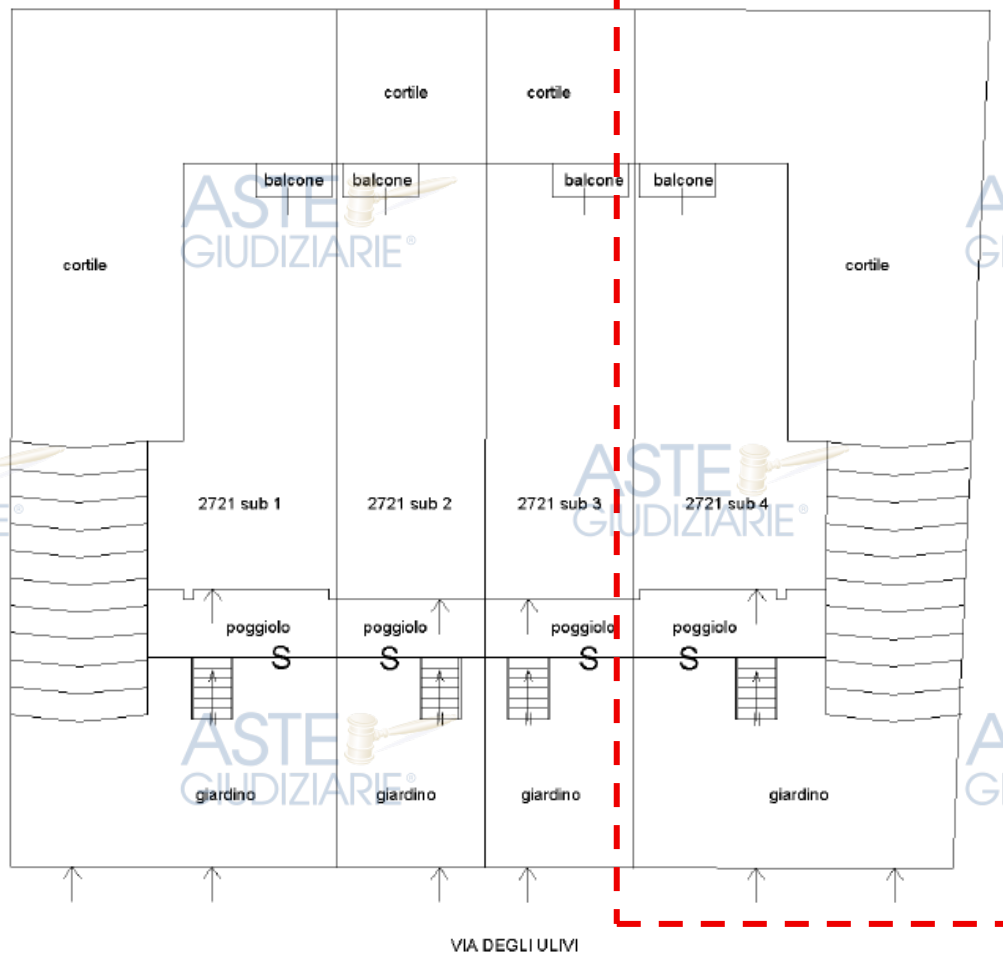 cortile cortile
balcone balcone balcone balcone
ASTE
GIUDIZIARIE®
cortile cortile
ASTE
GIUDIZIARIE®
2721 sub 1 2721 sub 2 2721 sub 3 2721 sub 4
poggiolo poggiolo poggiolo poggiolo
S S S S
ASTE
GIUDIZIARIE®
giardino giardino giardino giardino
VIA DEGLI ULIVI